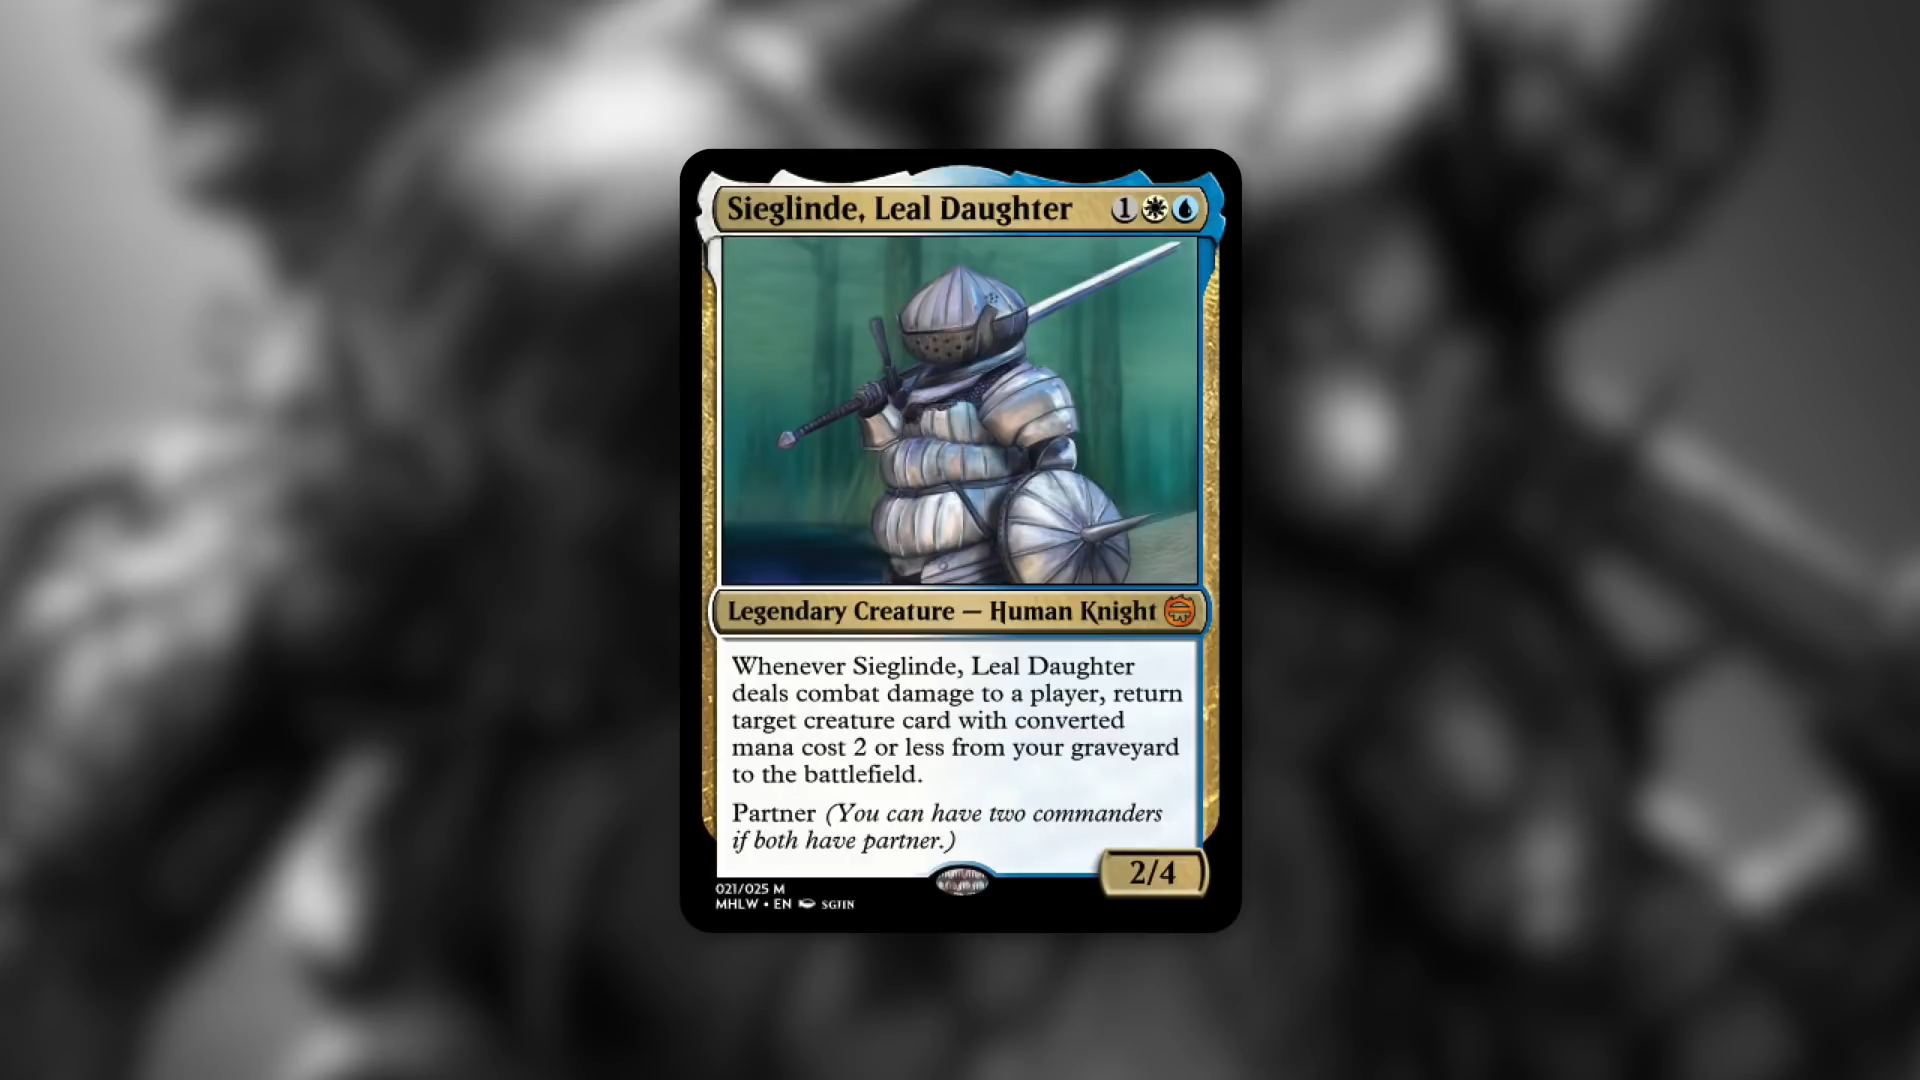 Sieglinde, Leal Daughter 1
Legendary Creature — Human Knight
Whenever Sieglinde, Leal Daughter
deals combat damage to a player, return
target creature card with converted
mana cost 2 or less from your graveyard
to the battlefield.
Partner (You can have two commanders
if both have partner.)
2/4
021/025 M
MHLW • EN SGJIN